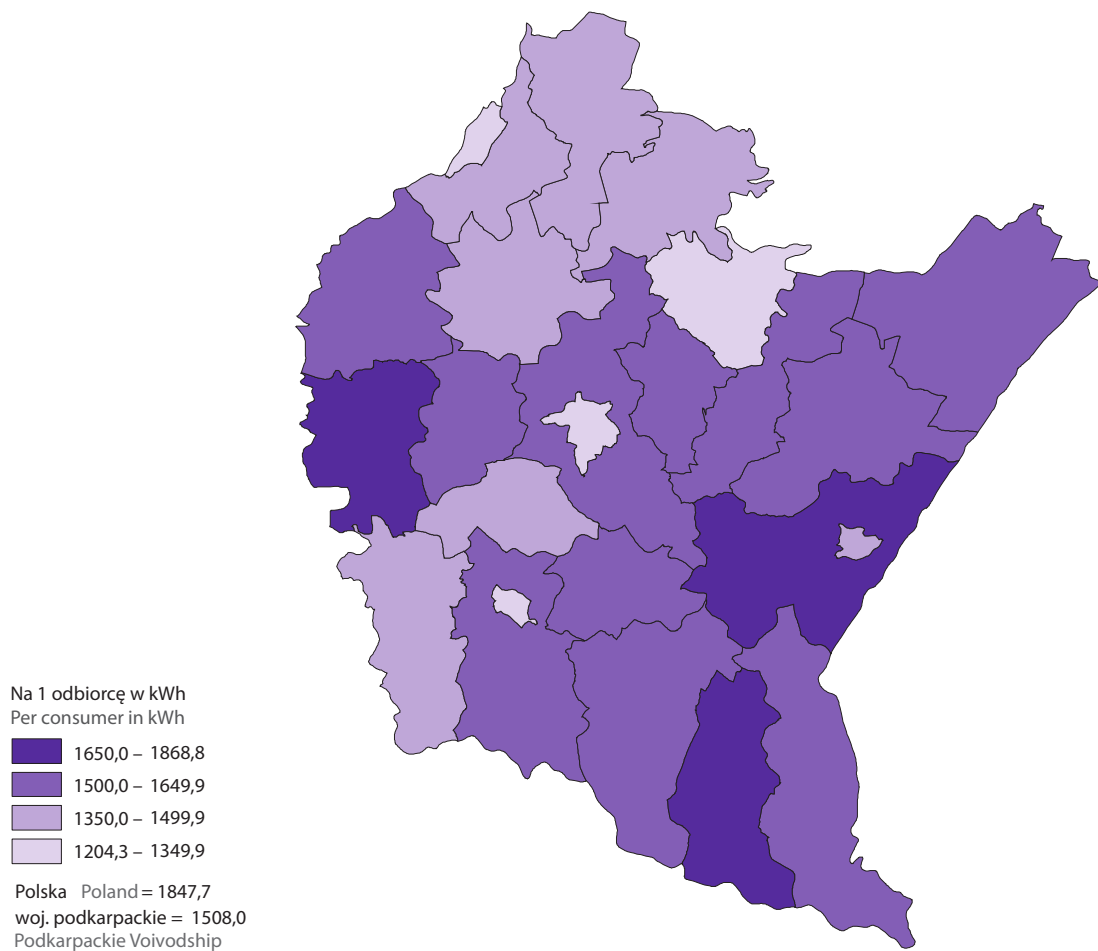 Na 1 odbiorcę w kWh
Per consumer in kWh
1650,0 – 1868,8
1500,0 – 1649,9
1350,0 – 1499,9
1204,3 – 1349,9
Polska Poland = 1847,7
woj. podkarpackie = 1508,0
Podkarpackie Voivodship